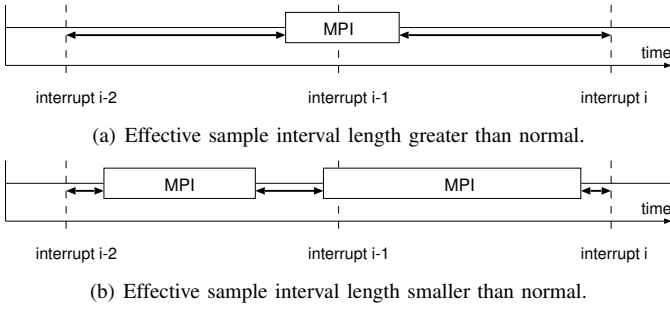 MPI
time
interrupt i-2 interrupt i-1 interrupt i
(a) Effective sample interval length greater than normal.
MPI MPI
time
interrupt i-2 interrupt i-1 interrupt i
(b) Effective sample interval length smaller than normal.